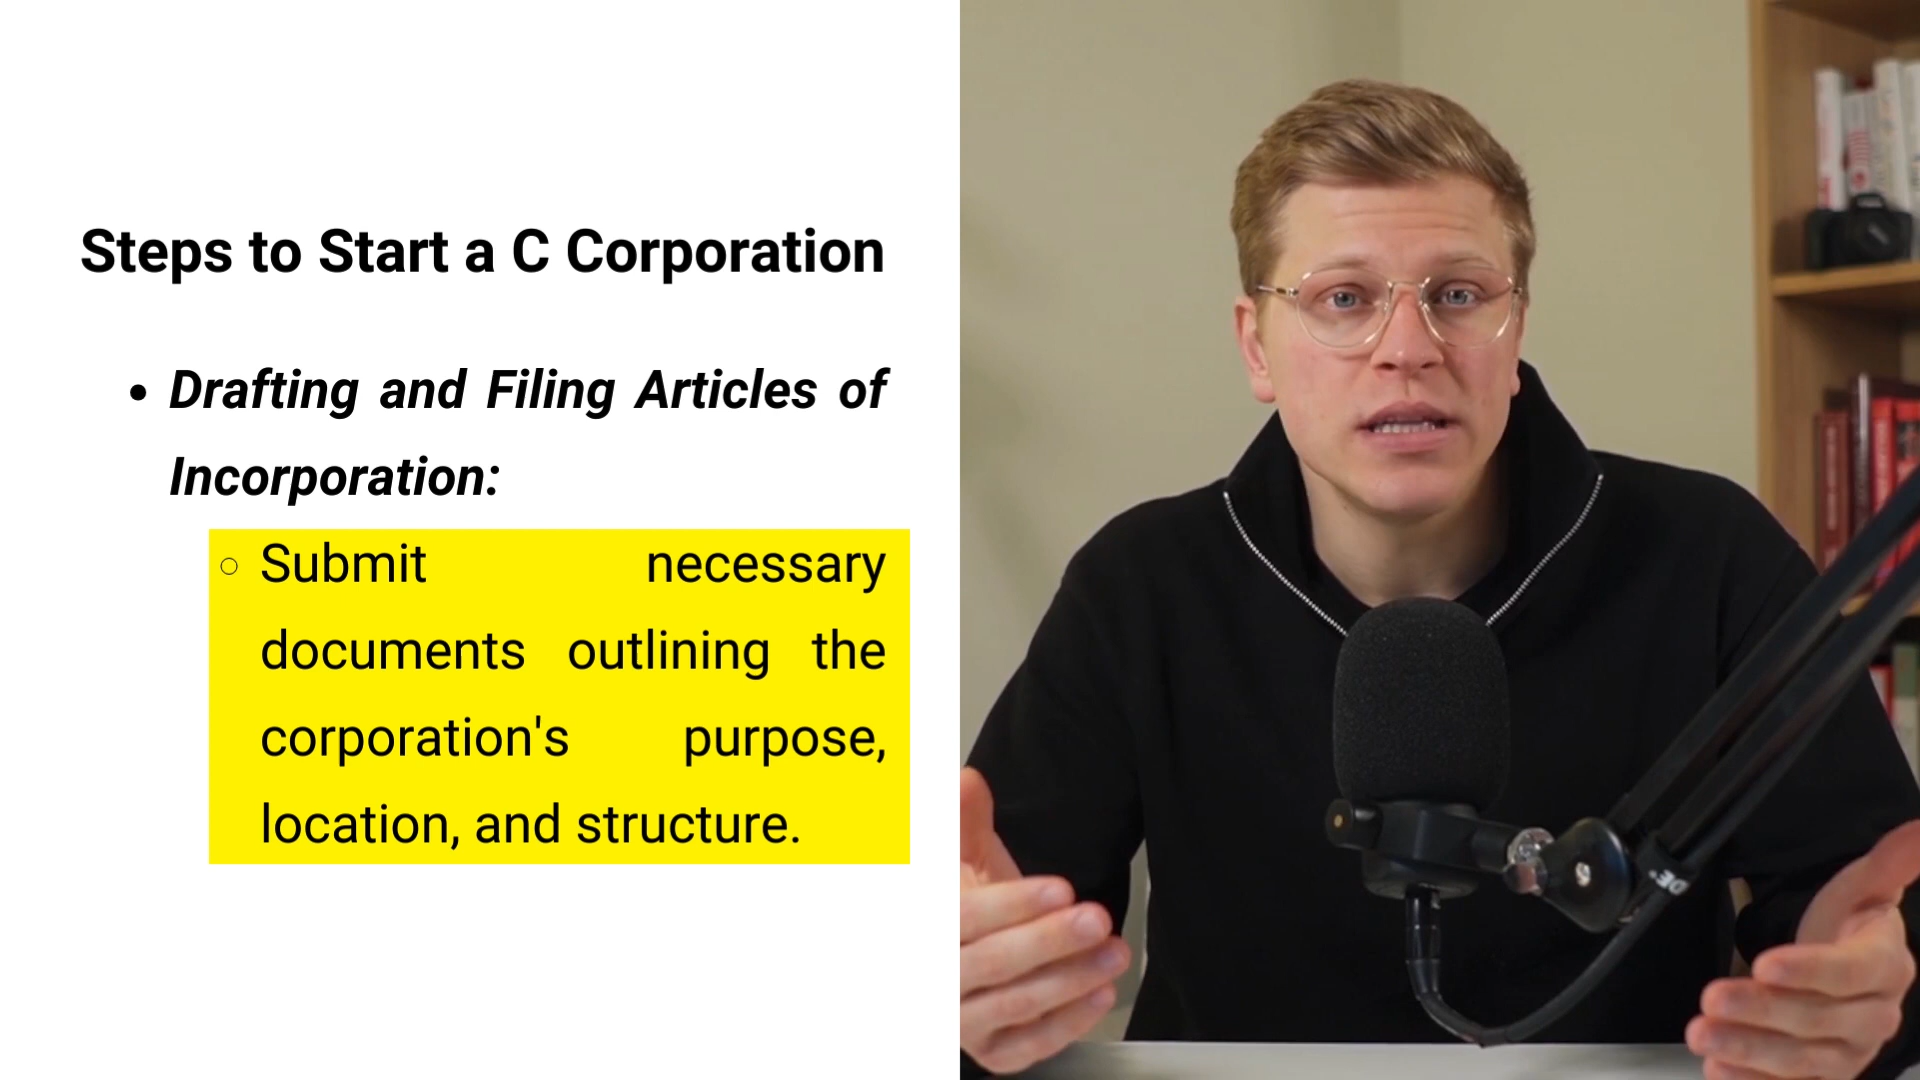 Steps to Start a C Corporation
Drafting and Filing Articles of
Incorporation:
Submit necessary
documents outlining the
corporation's purpose,
location, and structure.